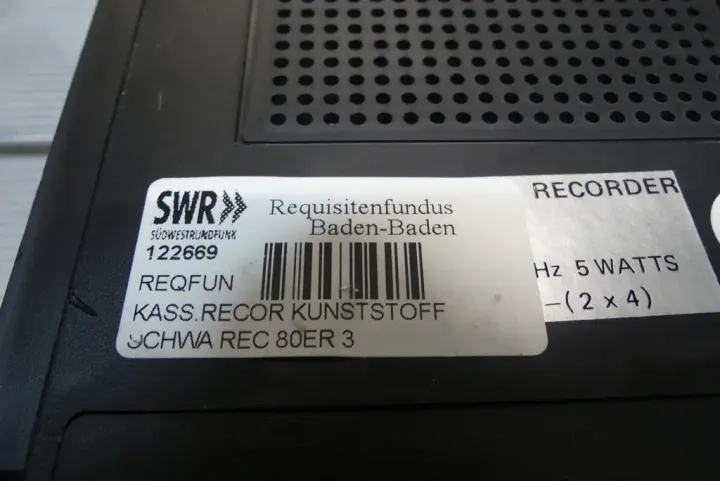 SWR»
SÜDWESTRUNDFUNK
Requisitenfundus
Baden-Baden
122669
REQFUN
KASS.RECOR KUNSTSTOFF
SCHWA REC 80ER 3
RECORDER
Hz 5 WATTS
–(2 x 4)